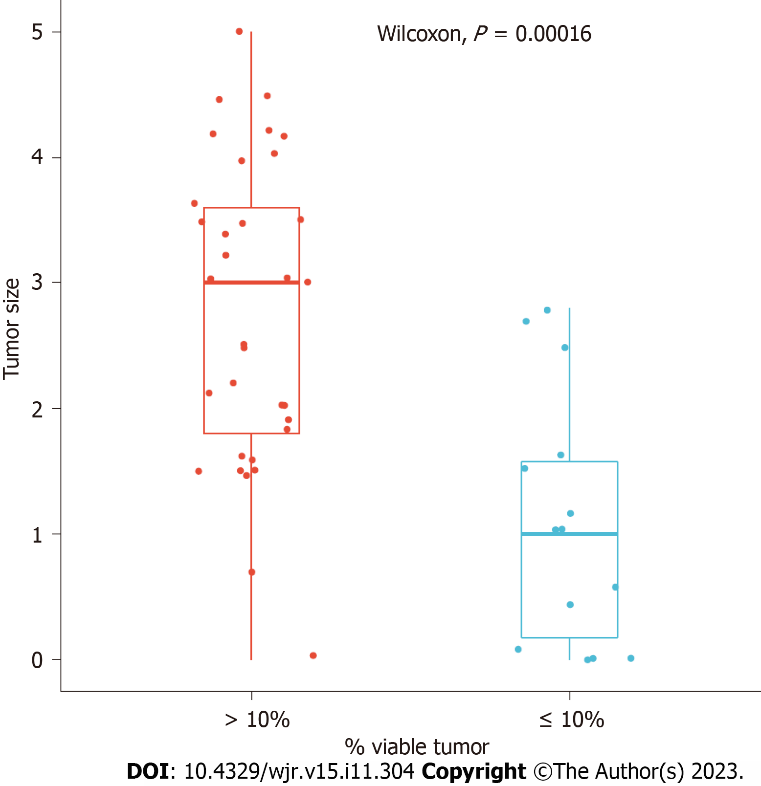 Wilcoxon, P = 0.00016
5
4
3
2
1
0
Tumor size
> 10%
≤ 10%
% viable tumor
DOI: 10.4329/wjr.v15.i11.304 Copyright ©The Author(s) 2023.